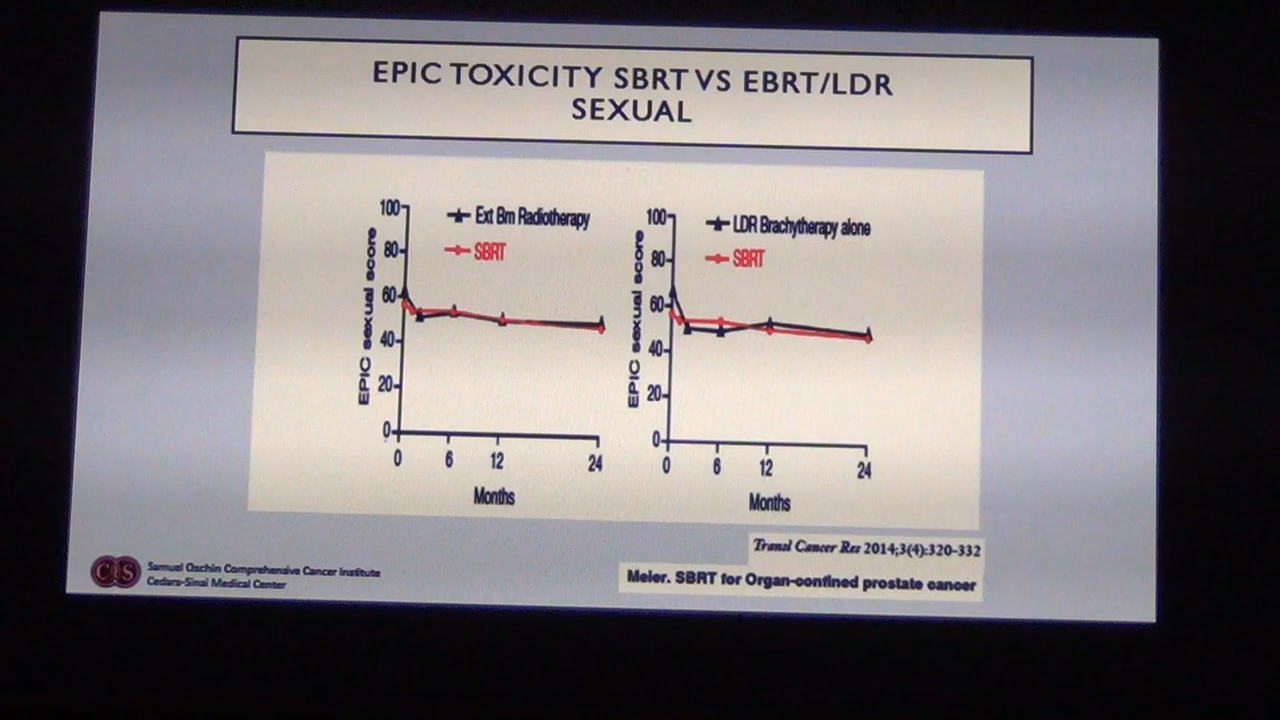 EPIC TOXICITY SBRT VS EBRT/LDR
SEXUAL
100
80
60
40
20
0
EPIC sexual score
Ext Bm Radiotherapy
SBRT
0 6 12 24
Months
100
80
60
40
20
0
EPIC sexual score
LDR Brachytherapy alone
SBRT
0 6 12 24
Months
Transl Cancer Res 2014;3(4):320-332
Meier. SBRT for Organ-confined prostate cancer
CS
Samuel Oschin Comprehensive Cancer Institute
Cedars-Sinai Medical Center